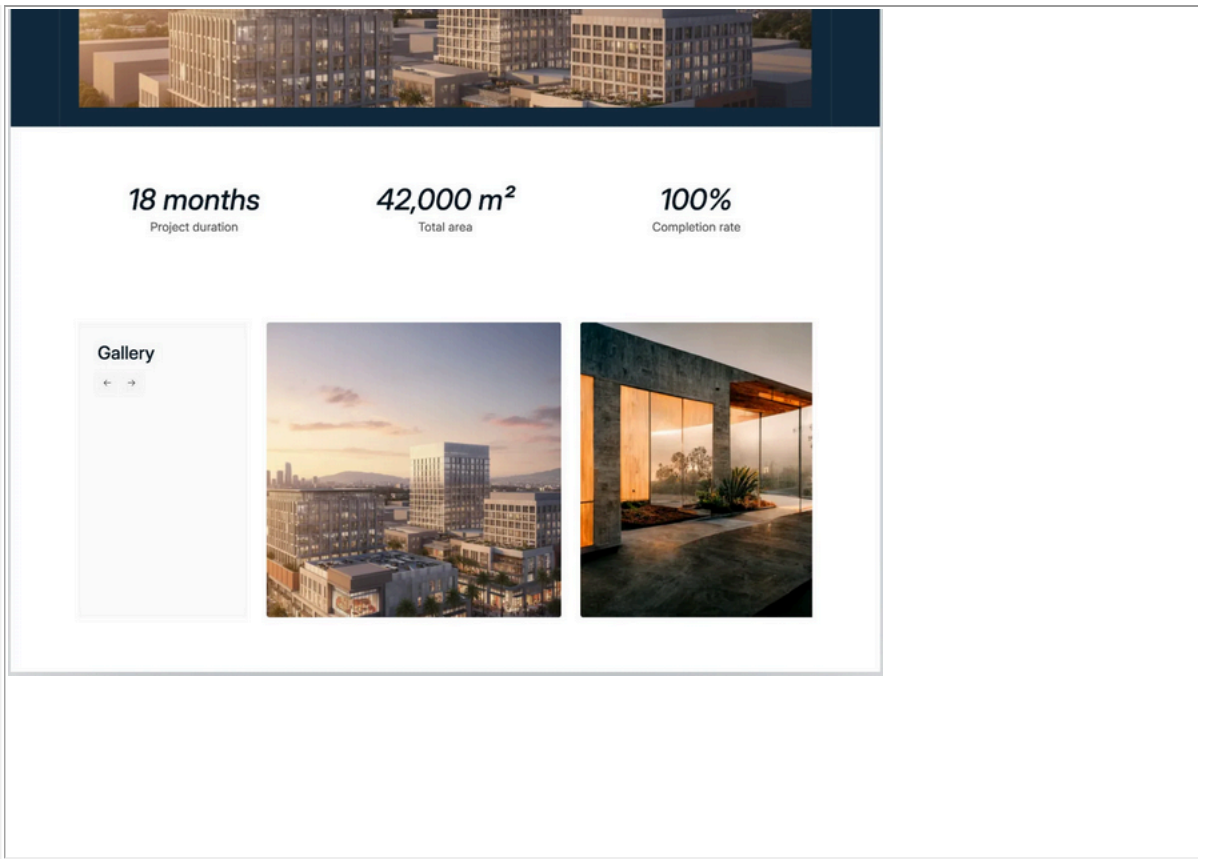 18 months
Project duration
42,000 m²
Total area
100%
Completion rate
Gallery
← →